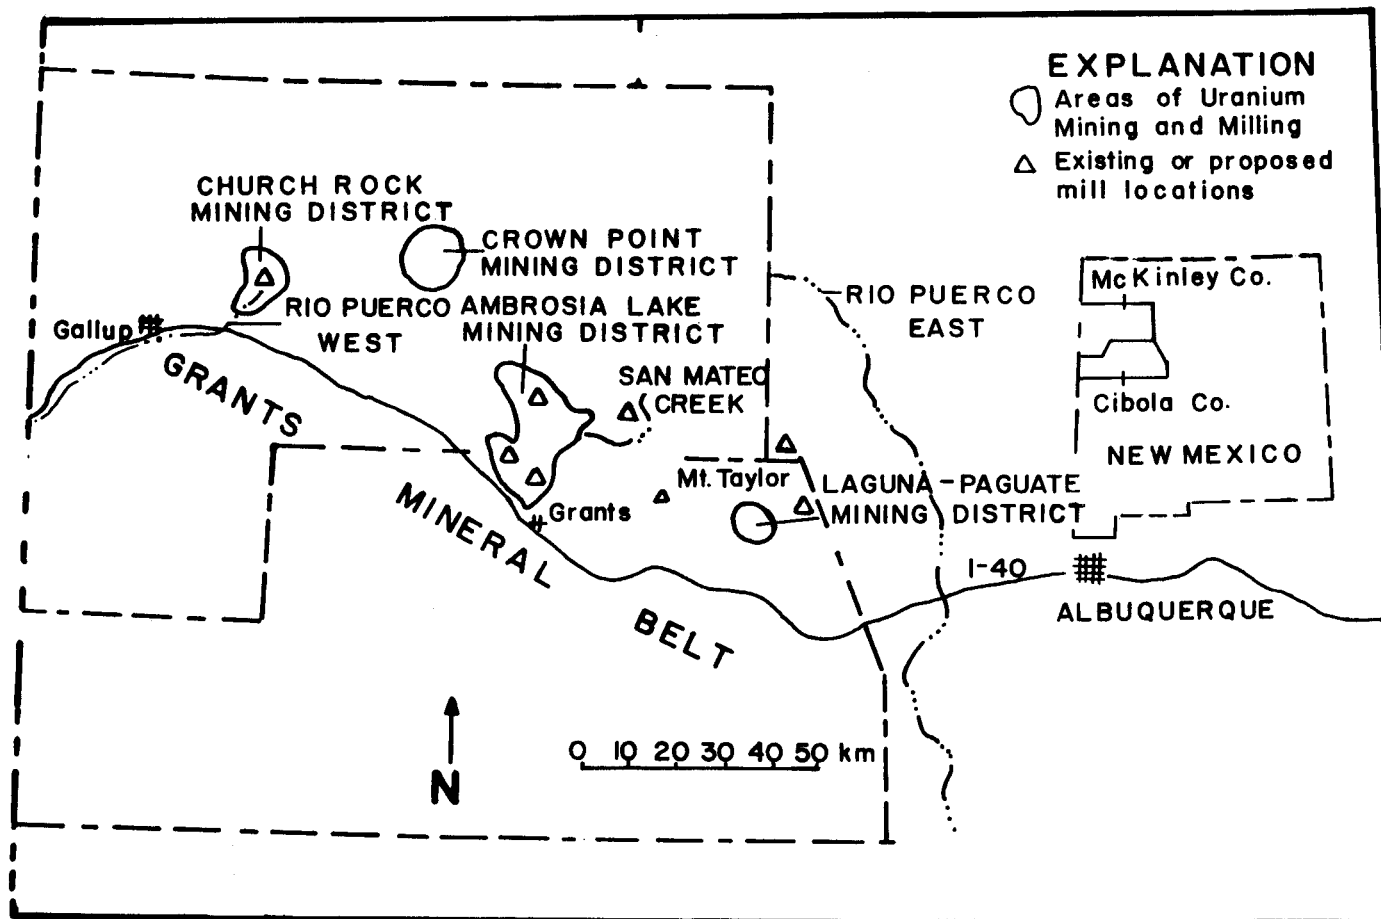 EXPLANATION
Areas of Uranium
Mining and Milling
Existing or proposed
mill locations
CHURCH ROCK
MINING DISTRICT
CROWN POINT
MINING DISTRICT
RIO PUERCO
WEST
AMBROSIA LAKE
MINING DISTRICT
RIO PUERCO
EAST
McKinley Co.
Gallup
SAN MATEO
CREEK
Cibola Co.
NEW MEXICO
GRANTS
MINERAL
BELT
Mt. Taylor
LAGUNA-PAGUATE
MINING DISTRICT
Grants
I-40
ALBUQUERQUE
0 10 20 30 40 50 km
N